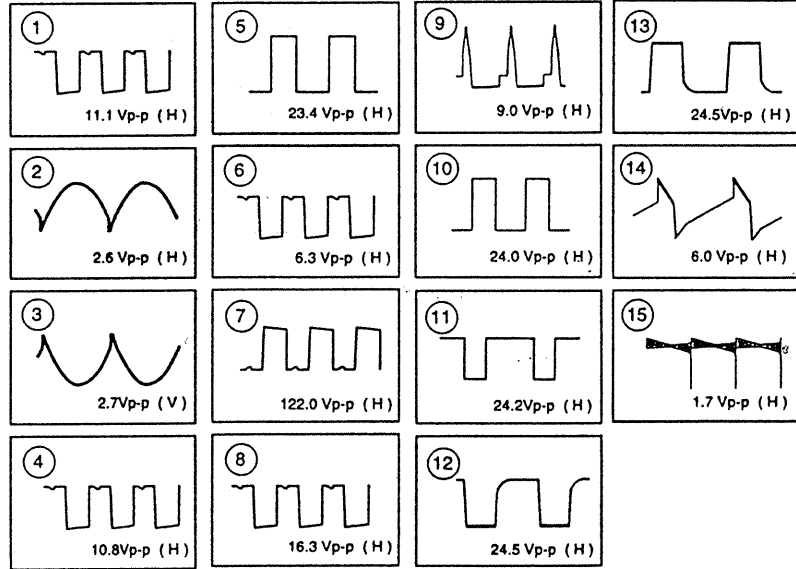 1
11.1 Vp-p (H)
5
23.4 Vp-p (H)
9
9.0 Vp-p (H)
13
24.5Vp-p (H)
2
2.6 Vp-p (H)
6
6.3 Vp-p (H)
10
24.0 Vp-p (H)
14
6.0 Vp-p (H)
3
2.7Vp-p (V)
7
122.0 Vp-p (H)
11
24.2Vp-p (H)
15
1.7 Vp-p (H)
4
10.8Vp-p (H)
8
16.3 Vp-p (H)
12
24.5 Vp-p (H)